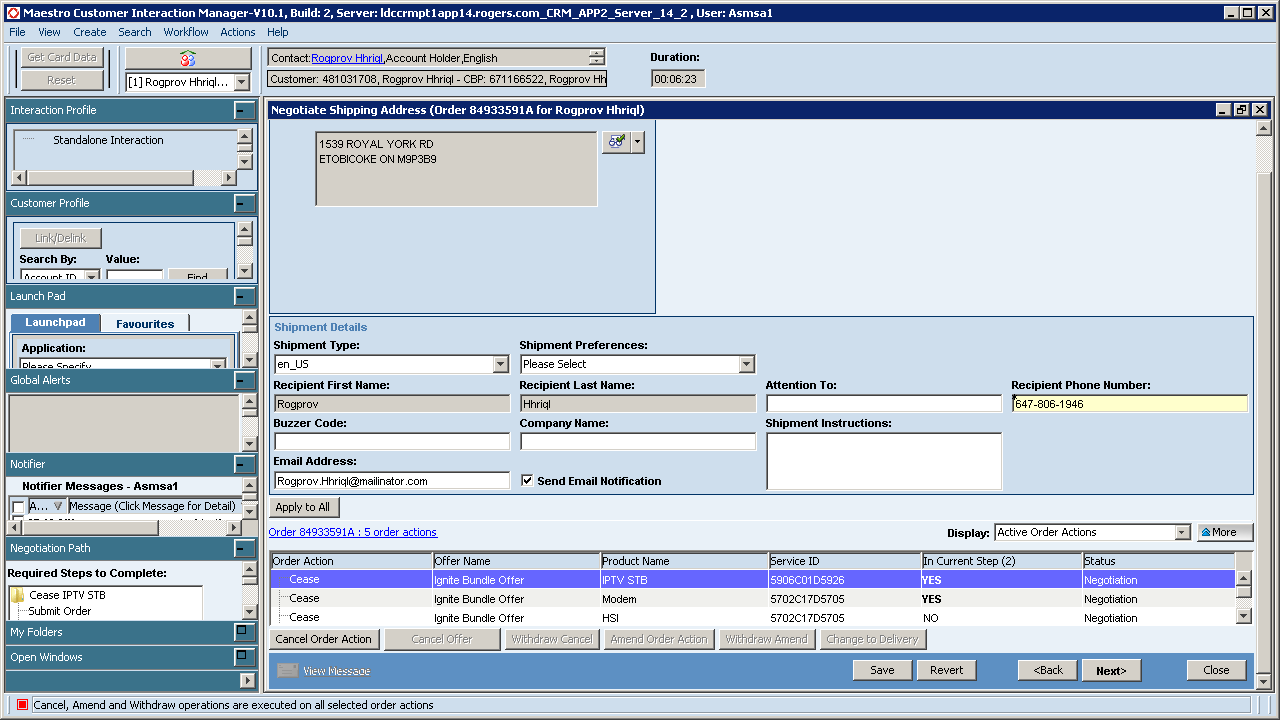 Maestro Customer Interaction Manager-V10.1, Build: 2, Server: ldccrmpt1app14.rogers.com_CRM_APP2_Server_14_2 , User: Asmsa1
File View Create Search Workflow Actions Help
Get Card Data
Reset
[1] Rogprov Hhriql...
Contact:Rogprov Hhriql,Account Holder,English
Customer: 481031708, Rogprov Hhriql - CBP: 671166522, Rogprov Hh
Duration:
00:06:23
Interaction Profile
Standalone Interaction
Customer Profile
Link/Delink
Search By: Value:
Account ID Find
Launch Pad
Launchpad Favourites
Application:
Please Specify
Global Alerts
Notifier
Notifier Messages - Asmsa1
A... Message (Click Message for Detail)
Negotiation Path
Required Steps to Complete:
Cease IPTV STB
Submit Order
My Folders
Open Windows
Negotiate Shipping Address (Order 84933591A for Rogprov Hhriql)
1539 ROYAL YORK RD
ETOBICOKE ON M9P3B9
Shipment Details
Shipment Type: Shipment Preferences:
en_US Please Select
Recipient First Name: Recipient Last Name: Attention To: Recipient Phone Number:
Rogprov Hhriql *647-806-1946
Buzzer Code: Company Name: Shipment Instructions:
Email Address:
Rogprov.Hhriql@mailinator.com Send Email Notification
Apply to All
Order 84933591A : 5 order actions Display: Active Order Actions More
Order Action Offer Name Product Name Service ID In Current Step (2) Status
Cease Ignite Bundle Offer IPTV STB 5906C01D5926 YES Negotiation
Cease Ignite Bundle Offer Modem 5702C17D5705 YES Negotiation
Cease Ignite Bundle Offer HSI 5702C17D5705 NO Negotiation
Cancel Order Action Cancel Offer Withdraw Cancel Amend Order Action Withdraw Amend Change to Delivery
View Message Save Revert <Back Next> Close
Cancel, Amend and Withdraw operations are executed on all selected order actions